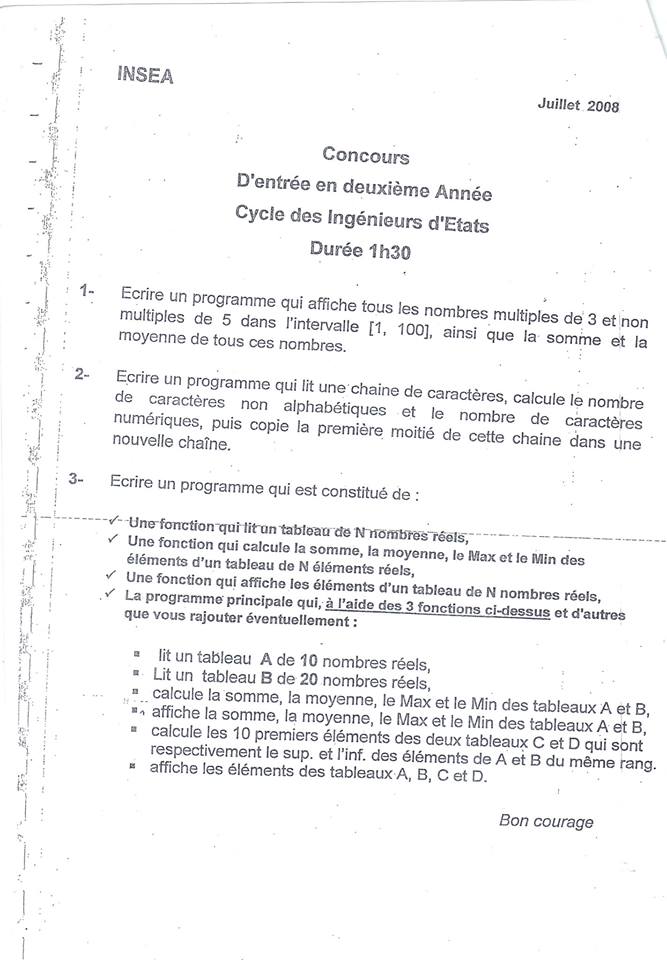 INSEA
Juillet 2008
Concours
D'entrée en deuxième Année
Cycle des Ingénieurs d'Etats
Durée 1h30
1- Ecrire un programme qui affiche tous les nombres multiples de 3 et non
multiples de 5 dans l'intervalle [1, 100], ainsi que la somme et la
moyenne de tous ces nombres.
2- Ecrire un programme qui lit une chaine de caractères, calcule le nombre
de caractères non alphabétiques et le nombre de caractères
numériques, puis copie la première moitié de cette chaine dans une
nouvelle chaîne.
3- Ecrire un programme qui est constitué de :
✓ Une fonction qui lit un tableau de N nombres réels,
✓ Une fonction qui calcule la somme, la moyenne, le Max et le Min des
éléments d'un tableau de N éléments réels,
✓ Une fonction qui affiche les éléments d'un tableau de N nombres réels,
✓ La programme principale qui, à l'aide des 3 fonctions ci-dessus et d'autres
que vous rajouter éventuellement :
▪ lit un tableau A de 10 nombres réels,
▪ Lit un tableau B de 20 nombres réels,
▪ calcule la somme, la moyenne, le Max et le Min des tableaux A et B,
▪ affiche la somme, la moyenne, le Max et le Min des tableaux A et B,
▪ calcule les 10 premiers éléments des deux tableaux C et D qui sont
respectivement le sup. et l'inf. des éléments de A et B du même rang.
▪ affiche les éléments des tableaux A, B, C et D.
Bon courage